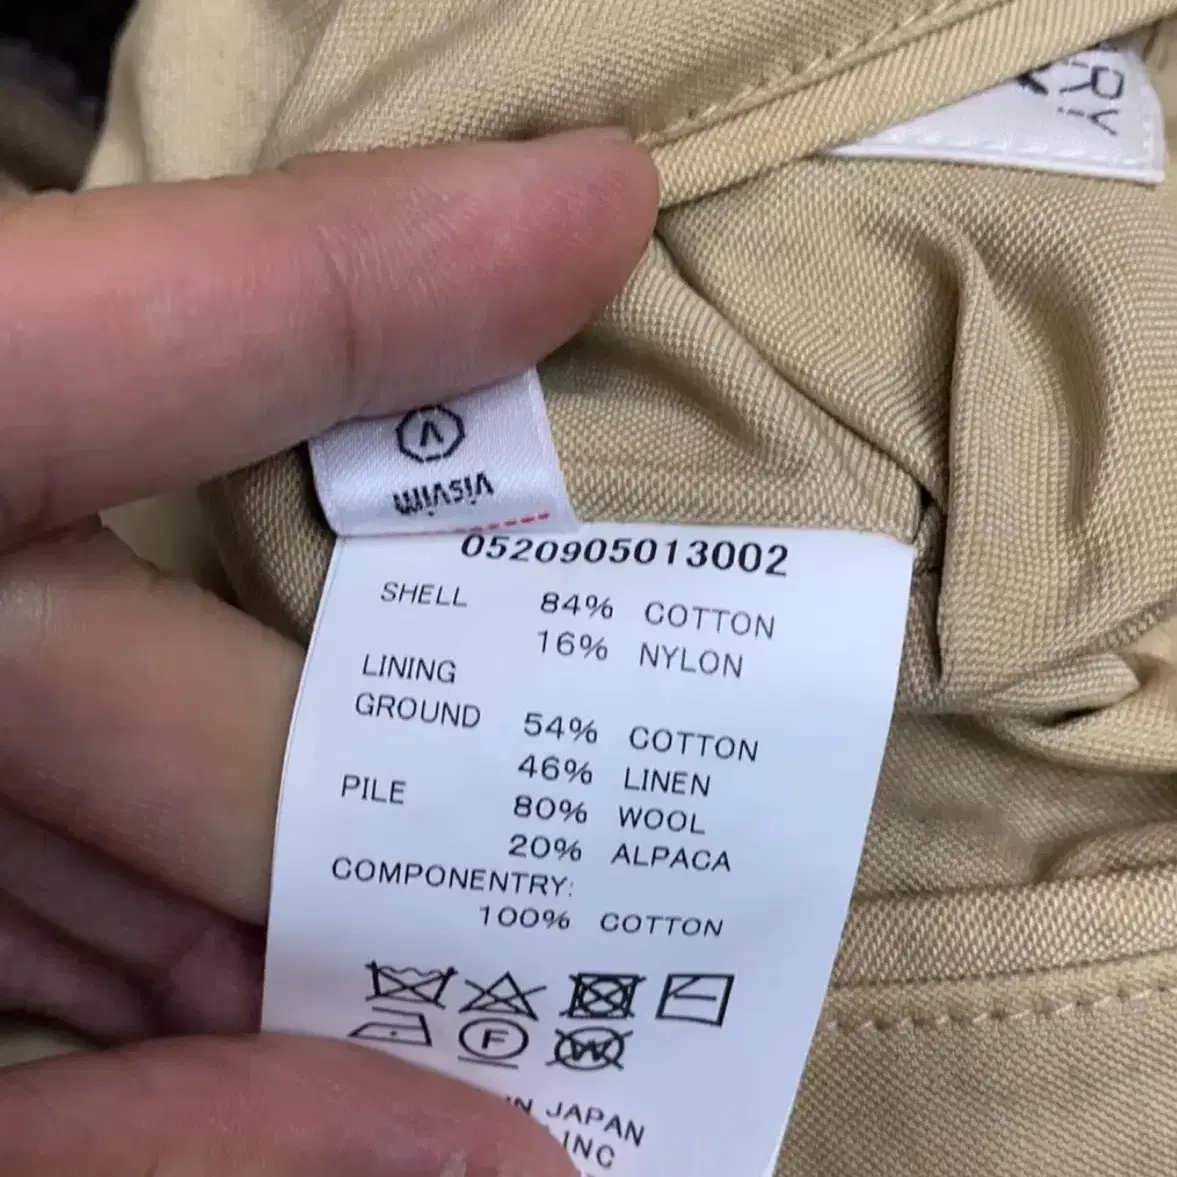 visvim
0520905013002
SHELL 84% COTTON
16% NYLON
LINING
GROUND 54% COTTON
46% LINEN
PILE 80% WOOL
20% ALPACA
COMPONENTRY:
100% COTTON
F
W
IN JAPAN
INC